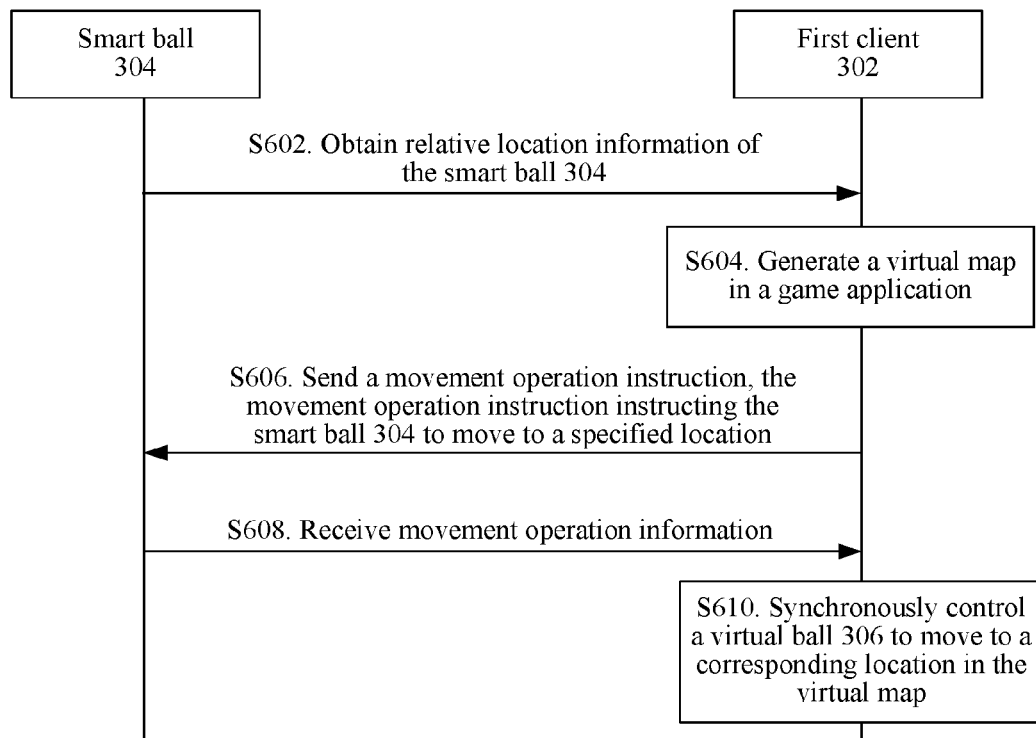 Smart ball
304
First client
302
S602. Obtain relative location information of
the smart ball 304
S604. Generate a virtual map
in a game application
S606. Send a movement operation instruction, the
movement operation instruction instructing the
smart ball 304 to move to a specified location
S608. Receive movement operation information
S610. Synchronously control
a virtual ball 306 to move to a
corresponding location in the
virtual map